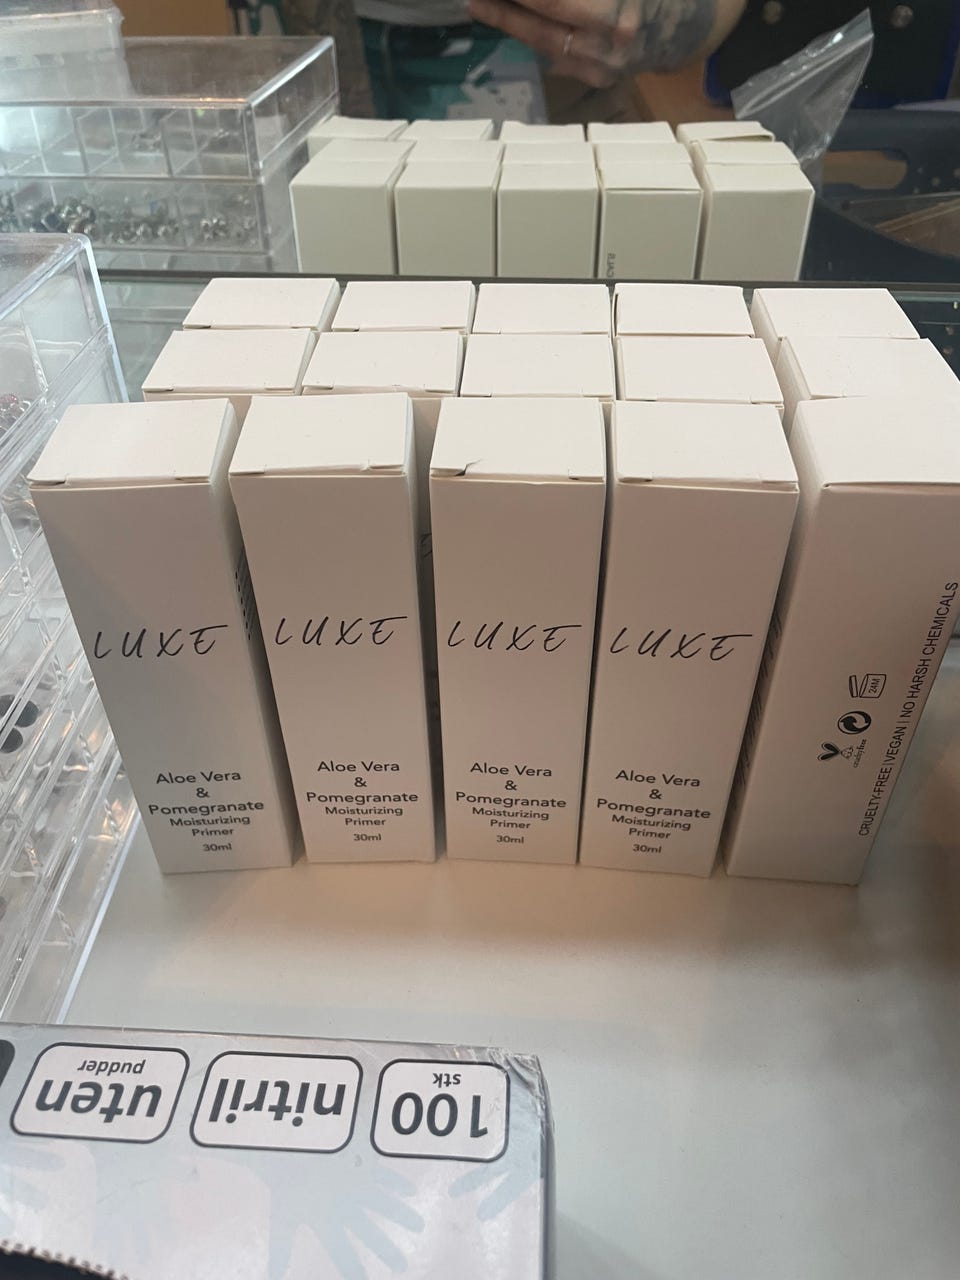 LUXE
Aloe Vera
&
Pomegranate
Moisturizing
Primer
30ml
LUXE
Aloe Vera
&
Pomegranate
Moisturizing
Primer
30ml
LUXE
Aloe Vera
&
Pomegranate
Moisturizing
Primer
30ml
LUXE
Aloe Vera
&
Pomegranate
Moisturizing
Primer
30ml
24M
crueltyfree
CRUELTY-FREE | VEGAN | NO HARSH CHEMICALS
100
stk
nitril
uten
pudder